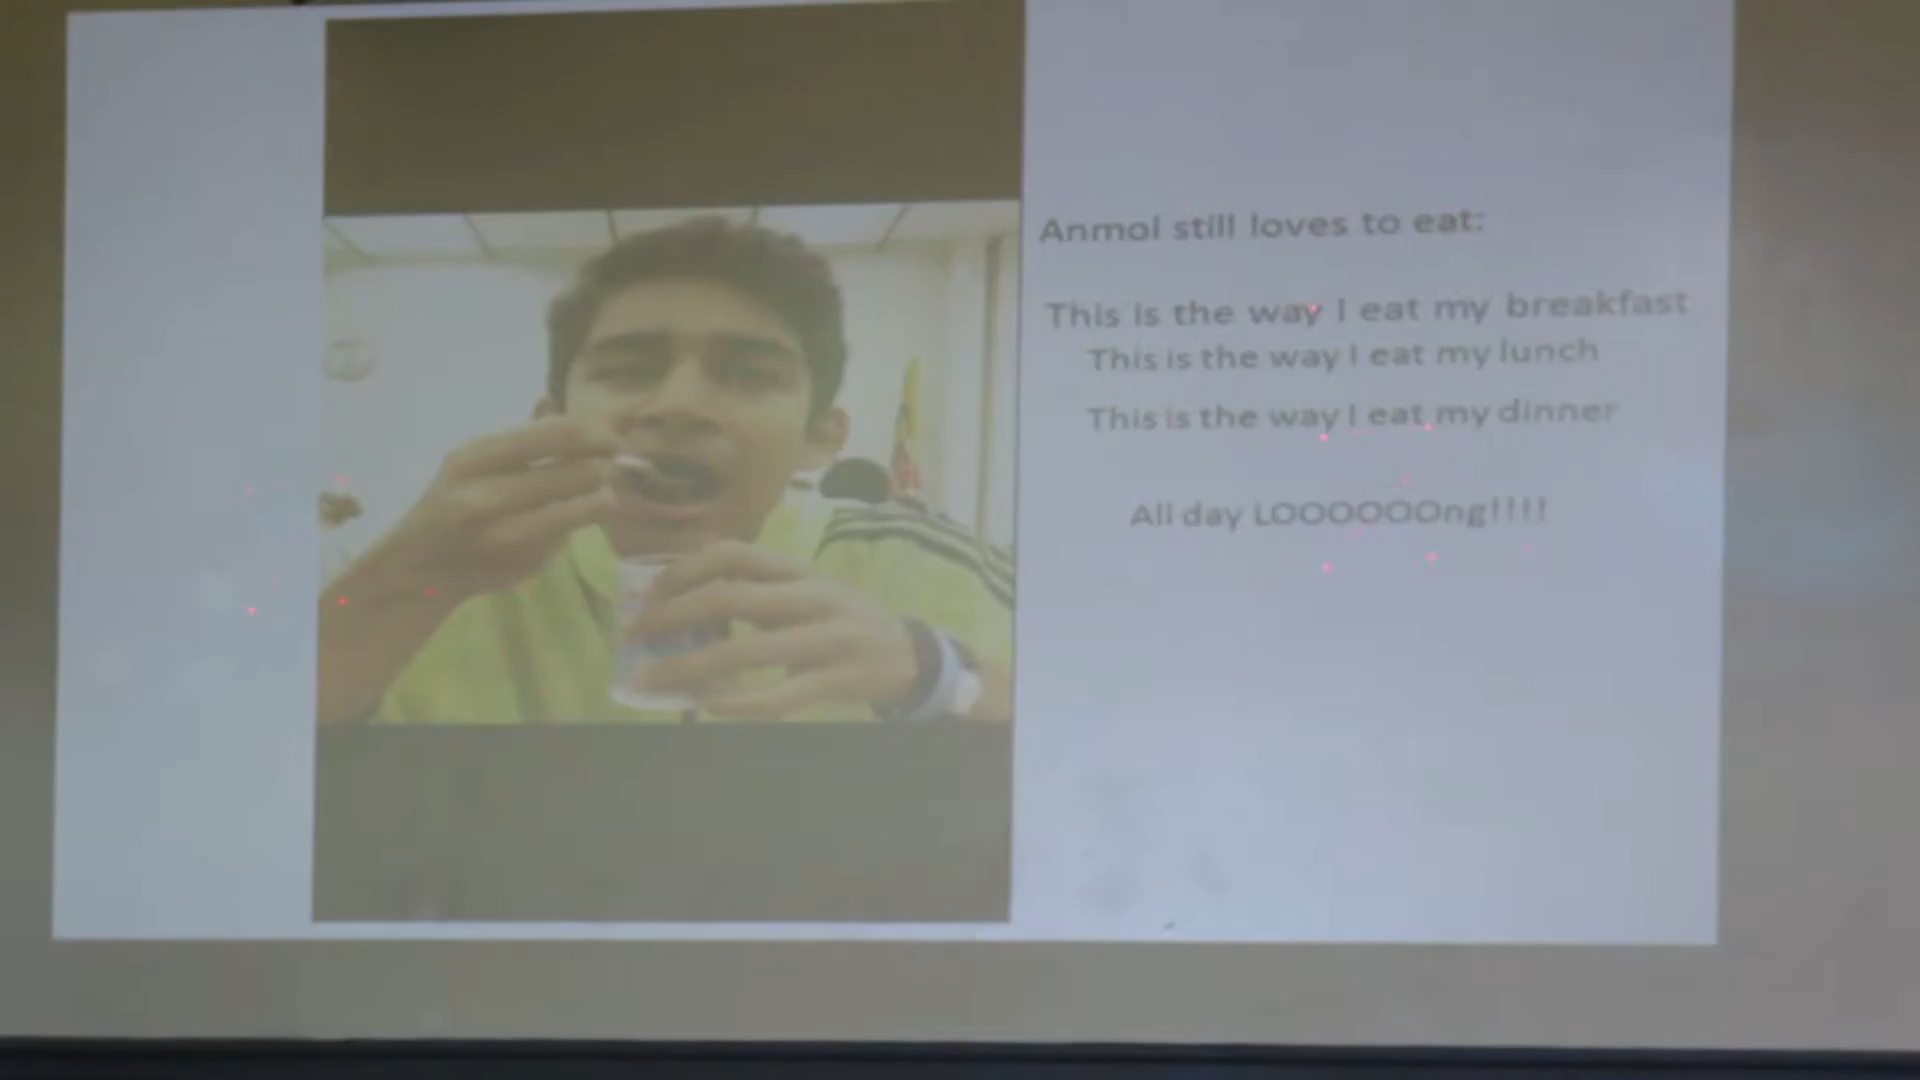 Anmol still loves to eat:
This is the way I eat my breakfast
This is the way I eat my lunch
This is the way I eat my dinner
All day LOOOOOOng!!!!